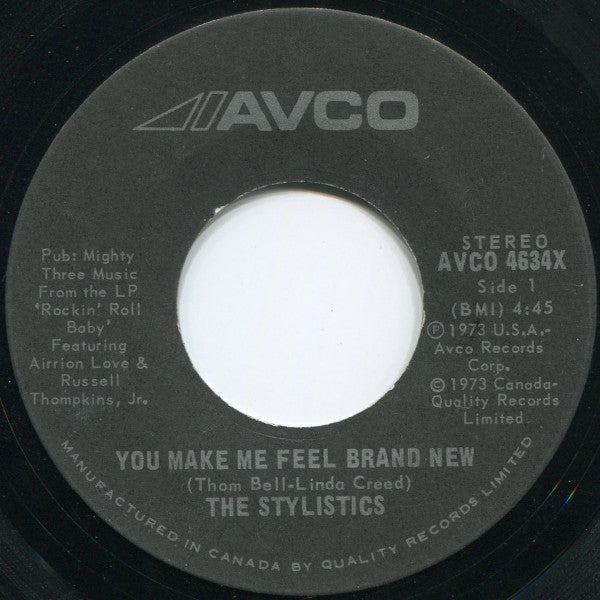 AVCO
Pub: Mighty
Three Music
From the LP
'Rockin' Roll
Baby'
Featuring
Airrion Love &
Russell
Thompkins, Jr.
STEREO
AVCO 4634X
Side 1
(BMI) 4:45
Ⓟ 1973 U.S.A.-
Avco Records
Corp.
© 1973 Canada-
Quality Records
Limited
YOU MAKE ME FEEL BRAND NEW
(Thom Bell-Linda Creed)
THE STYLISTICS
MANUFACTURED IN CANADA BY QUALITY RECORDS LIMITED